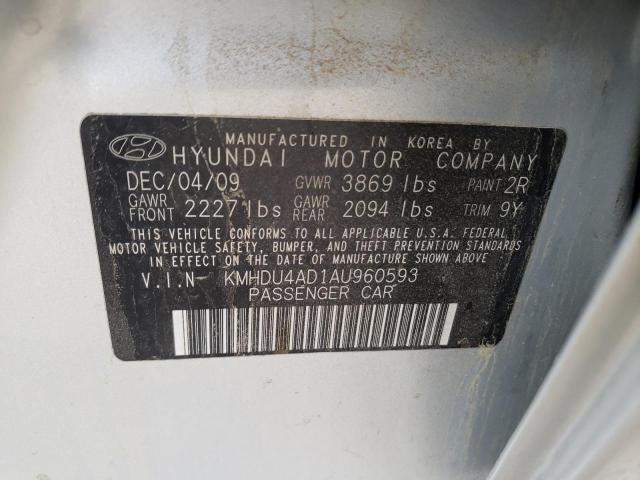 MANUFACTURED IN KOREA BY
HYUNDAI MOTOR COMPANY
DEC/04/09 GVWR 3869 lbs PAINT 2R
GAWR FRONT 2227 lbs GAWR REAR 2094 lbs TRIM 9Y
THIS VEHICLE CONFORMS TO ALL APPLICABLE U.S.A. FEDERAL
MOTOR VEHICLE SAFETY, BUMPER, AND THEFT PREVENTION STANDARDS
IN EFFECT ON THE DATE OF MANUFACTURE SHOWN ABOVE
V.I.N KMHDU4AD1AU960593
PASSENGER CAR